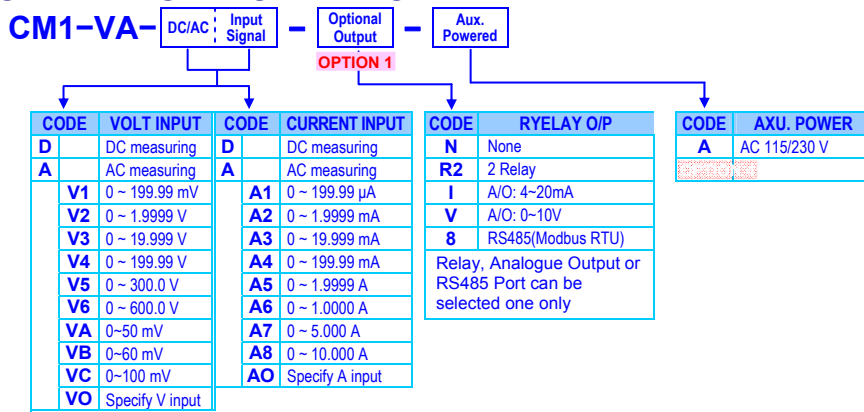 CM1-VA- DC/AC Input Signal - Optional Output - Aux. Powered
OPTION 1
CODE VOLT INPUT CODE CURRENT INPUT CODE RYELAY O/P CODE AXU. POWER
D DC measuring D DC measuring N None A AC 115/230 V
A AC measuring A AC measuring R2 2 Relay
V1 0 ~ 199.99 mV A1 0 ~ 199.99 µA I A/O: 4~20mA
V2 0 ~ 1.9999 V A2 0 ~ 1.9999 mA V A/O: 0~10V
V3 0 ~ 19.999 V A3 0 ~ 19.999 mA 8 RS485(Modbus RTU)
V4 0 ~ 199.99 V A4 0 ~ 199.99 mA Relay, Analogue Output or
V5 0 ~ 300.0 V A5 0 ~ 1.9999 A RS485 Port can be
V6 0 ~ 600.0 V A6 0 ~ 1.0000 A selected one only
VA 0~50 mV A7 0 ~ 5.000 A
VB 0~60 mV A8 0 ~ 10.000 A
VC 0~100 mV AO Specify A input
VO Specify V input